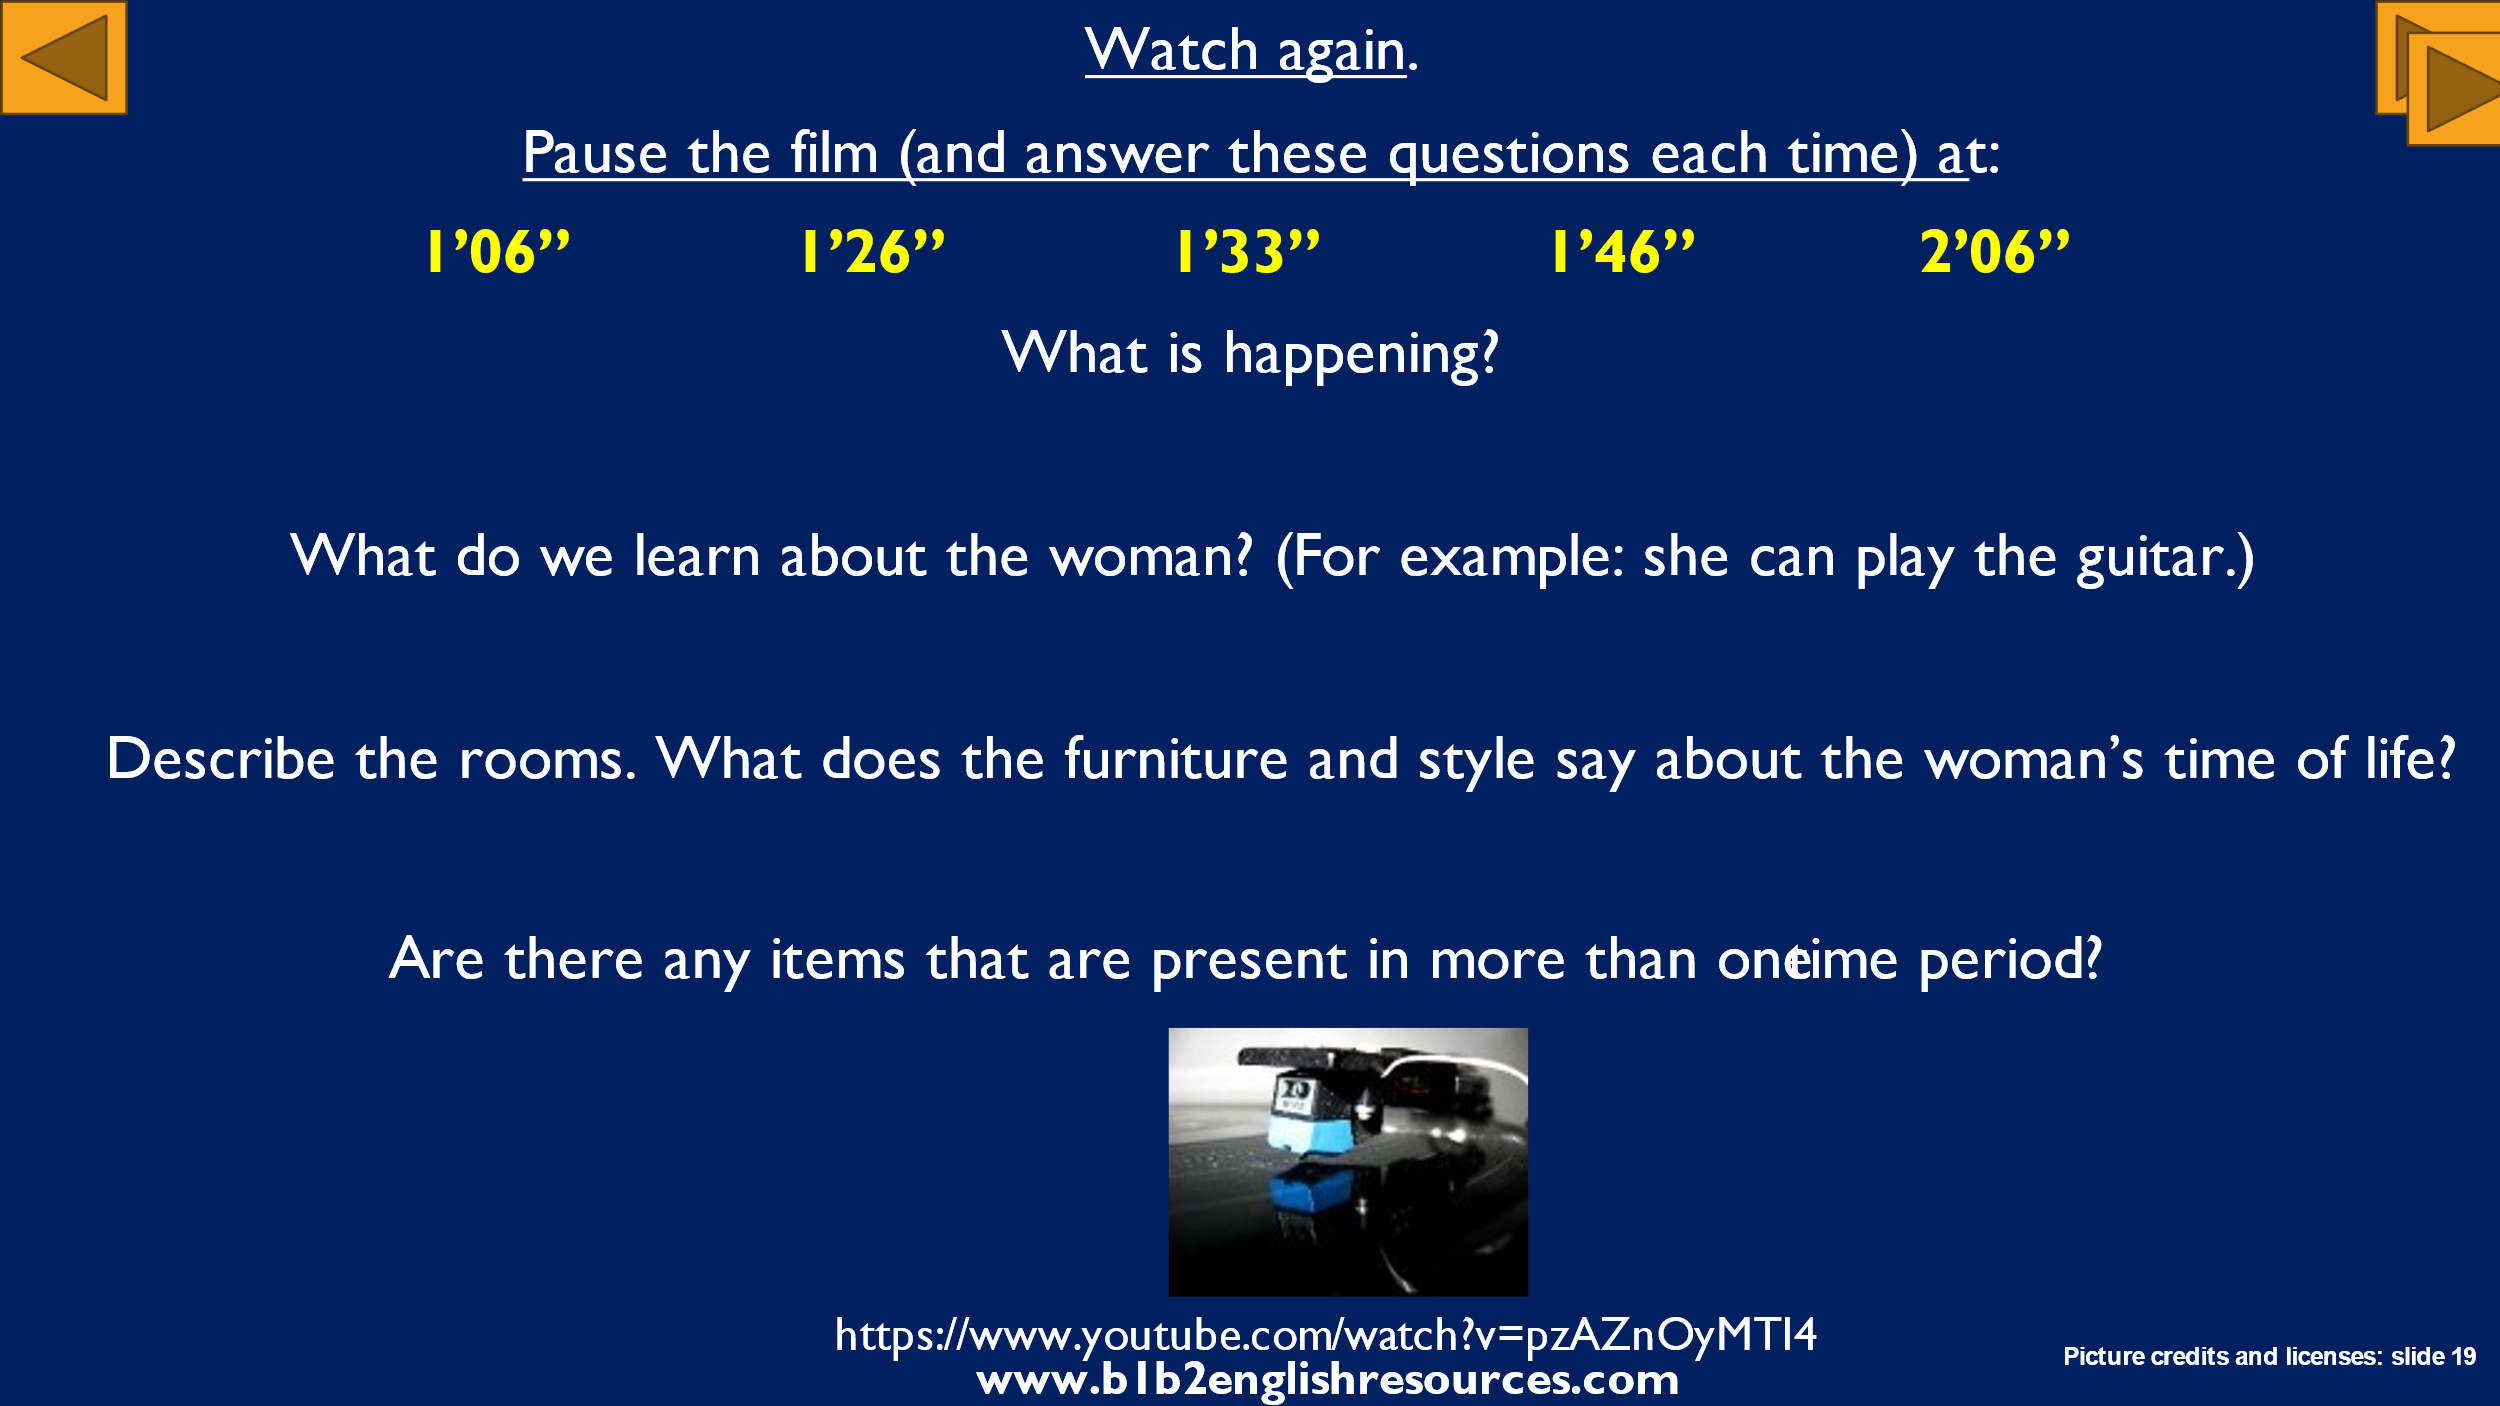 Watch again.
Pause the film (and answer these questions each time) at:
1’06” 1’26” 1’33” 1’46” 2’06”
What is happening?
What do we learn about the woman? (For example: she can play the guitar.)
Describe the rooms. What does the furniture and style say about the woman’s time of life?
Are there any items that are present in more than one time period?
https://www.youtube.com/watch?v=pzAZnOyMTI4
www.b1b2englishresources.com
Picture credits and licenses: slide 19